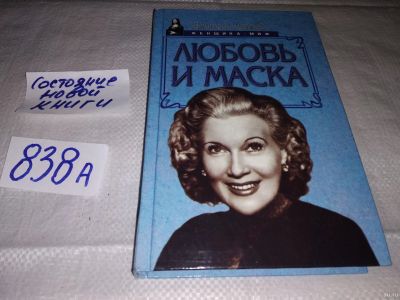 Состояние
новой
книги
838А
ЖЕНЩИНА-МИФ
ЛЮБОВЬ
И МАСКА